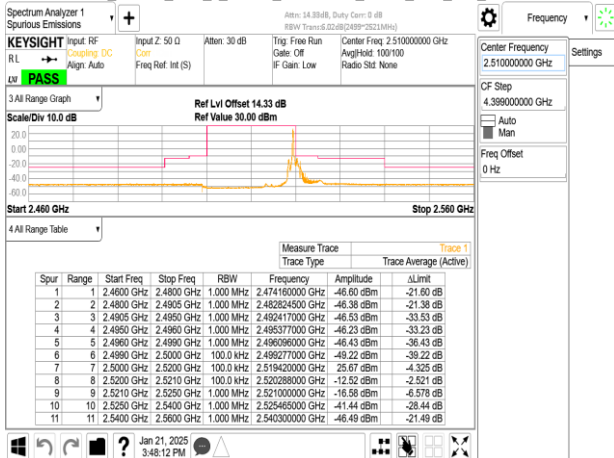 Spectrum Analyzer 1
Spurious Emissions
Attn: 14.33dB, Duty Corr: 0 dB
RBW Trans:6.02dB(2499~2521MHz)
Frequency
KEYSIGHT
RL
LXI PASS
Input: RF
Coupling: DC
Align: Auto
Input Z: 50 Ω
Corr
Freq Ref: Int (S)
Atten: 30 dB
Trig: Free Run
Gate: Off
IF Gain: Low
Center Freq: 2.510000000 GHz
Avg|Hold: 100/100
Radio Std: None
Center Frequency
2.510000000 GHz
Settings
CF Step
4.399000000 GHz
Auto
Man
Freq Offset
0 Hz
3 All Range Graph
Scale/Div 10.0 dB
Ref Lvl Offset 14.33 dB
Ref Value 30.00 dBm
20.0
0.00
-20.0
-40.0
-60.0
Start 2.460 GHz
Stop 2.560 GHz
4 All Range Table
Measure Trace Trace 1
Trace Type Trace Average (Active)
Spur Range Start Freq Stop Freq RBW Frequency Amplitude ΔLimit
1 1 2.4600 GHz 2.4800 GHz 1.000 MHz 2.474160000 GHz -46.60 dBm -21.60 dB
2 2 2.4800 GHz 2.4905 GHz 1.000 MHz 2.482824500 GHz -46.38 dBm -21.38 dB
3 3 2.4905 GHz 2.4950 GHz 1.000 MHz 2.492417000 GHz -46.53 dBm -33.53 dB
4 4 2.4950 GHz 2.4960 GHz 1.000 MHz 2.495377000 GHz -46.23 dBm -33.23 dB
5 5 2.4960 GHz 2.4990 GHz 1.000 MHz 2.496096000 GHz -46.43 dBm -36.43 dB
6 6 2.4990 GHz 2.5000 GHz 100.0 kHz 2.499277000 GHz -49.22 dBm -39.22 dB
7 7 2.5000 GHz 2.5200 GHz 100.0 kHz 2.519420000 GHz 25.67 dBm -4.325 dB
8 8 2.5200 GHz 2.5210 GHz 100.0 kHz 2.520288000 GHz -12.52 dBm -2.521 dB
9 9 2.5210 GHz 2.5250 GHz 1.000 MHz 2.521000000 GHz -16.58 dBm -6.578 dB
10 10 2.5250 GHz 2.5400 GHz 1.000 MHz 2.525465000 GHz -41.44 dBm -28.44 dB
11 11 2.5400 GHz 2.5600 GHz 1.000 MHz 2.540300000 GHz -46.49 dBm -21.49 dB
Jan 21, 2025
3:48:12 PM